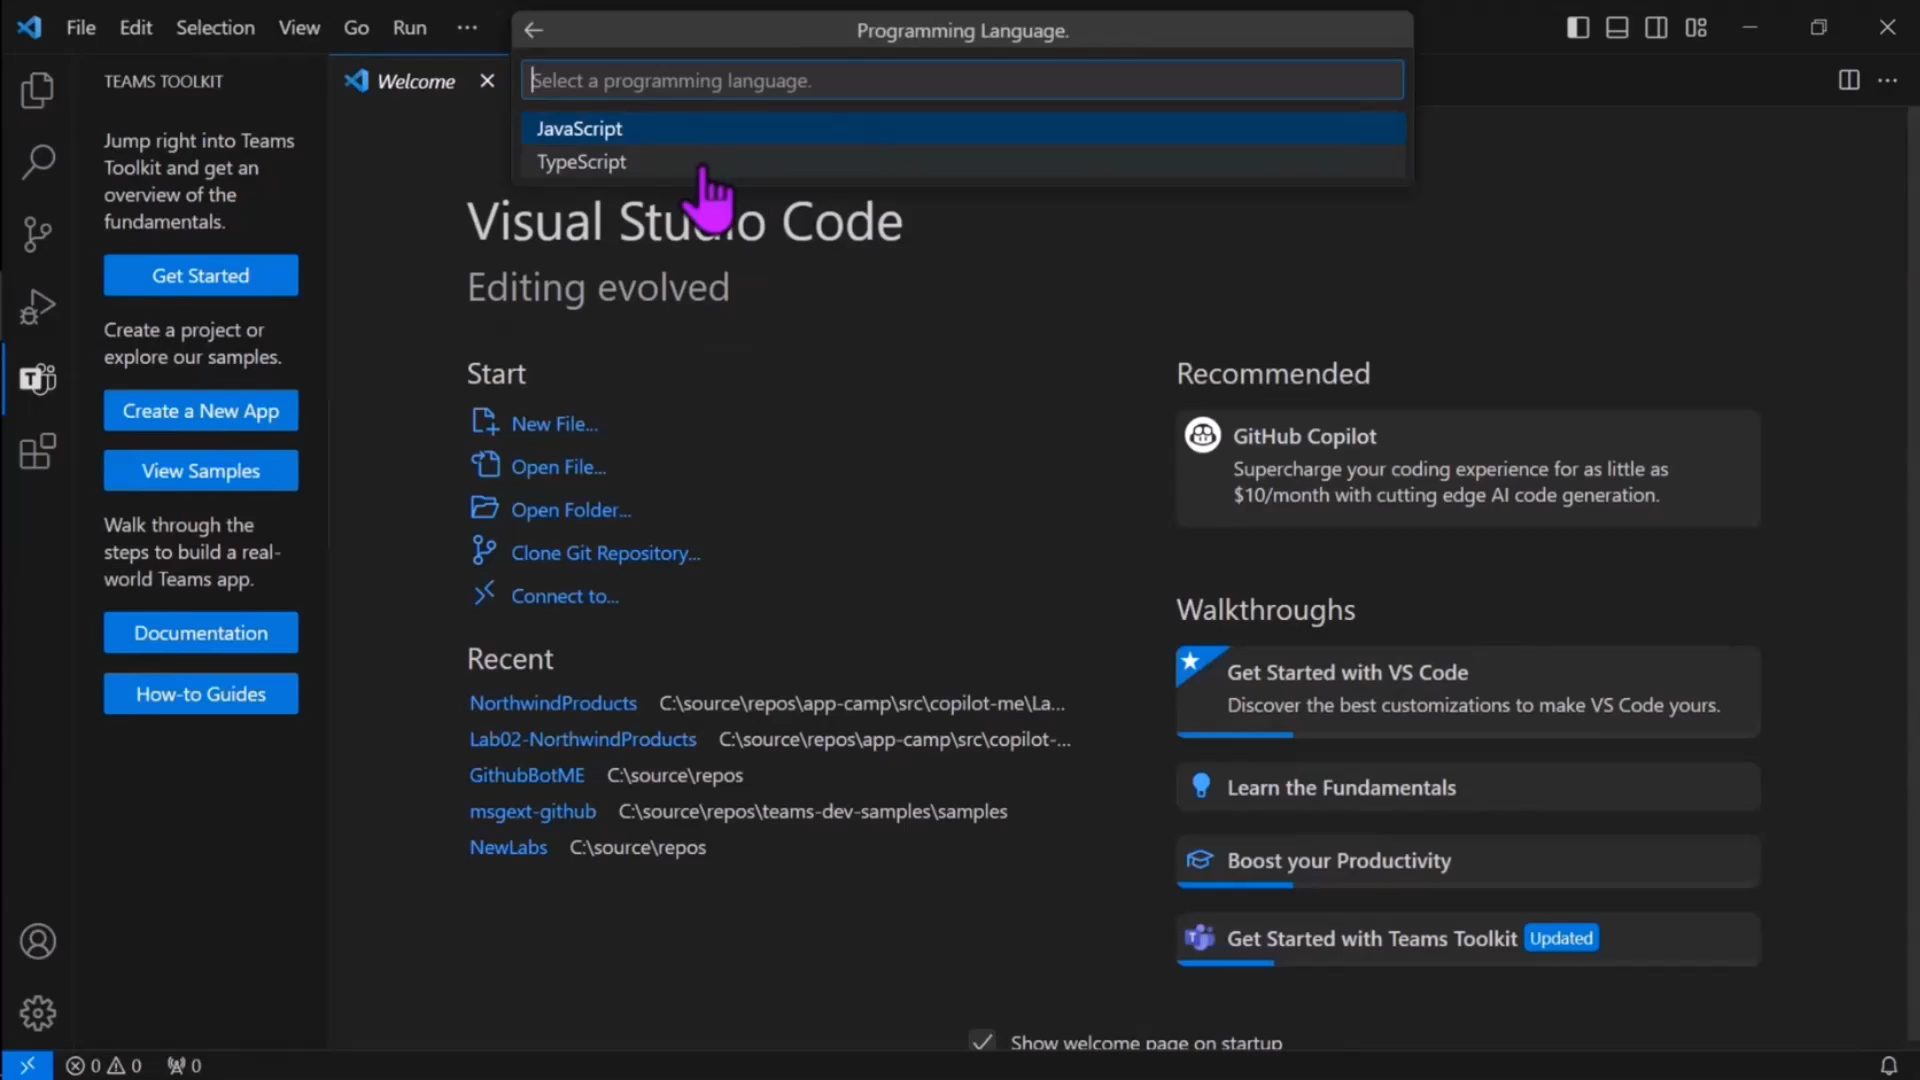 File Edit Selection View Go Run ···
Programming Language.
Select a programming language.
JavaScript
TypeScript
TEAMS TOOLKIT
Welcome
Jump right into Teams
Toolkit and get an
overview of the
fundamentals.
Get Started
Create a project or
explore our samples.
Create a New App
View Samples
Walk through the
steps to build a real-
world Teams app.
Documentation
How-to Guides
Visual Studio Code
Editing evolved
Start
New File...
Open File...
Open Folder...
Clone Git Repository...
Connect to...
Recent
NorthwindProducts C:\source\repos\app-camp\src\copilot-me\La...
Lab02-NorthwindProducts C:\source\repos\app-camp\src\copilot-...
GithubBotME C:\source\repos
msgext-github C:\source\repos\teams-dev-samples\samples
NewLabs C:\source\repos
Recommended
GitHub Copilot
Supercharge your coding experience for as little as
$10/month with cutting edge AI code generation.
Walkthroughs
Get Started with VS Code
Discover the best customizations to make VS Code yours.
Learn the Fundamentals
Boost your Productivity
Get Started with Teams Toolkit Updated
Show welcome page on startup
0 0 0